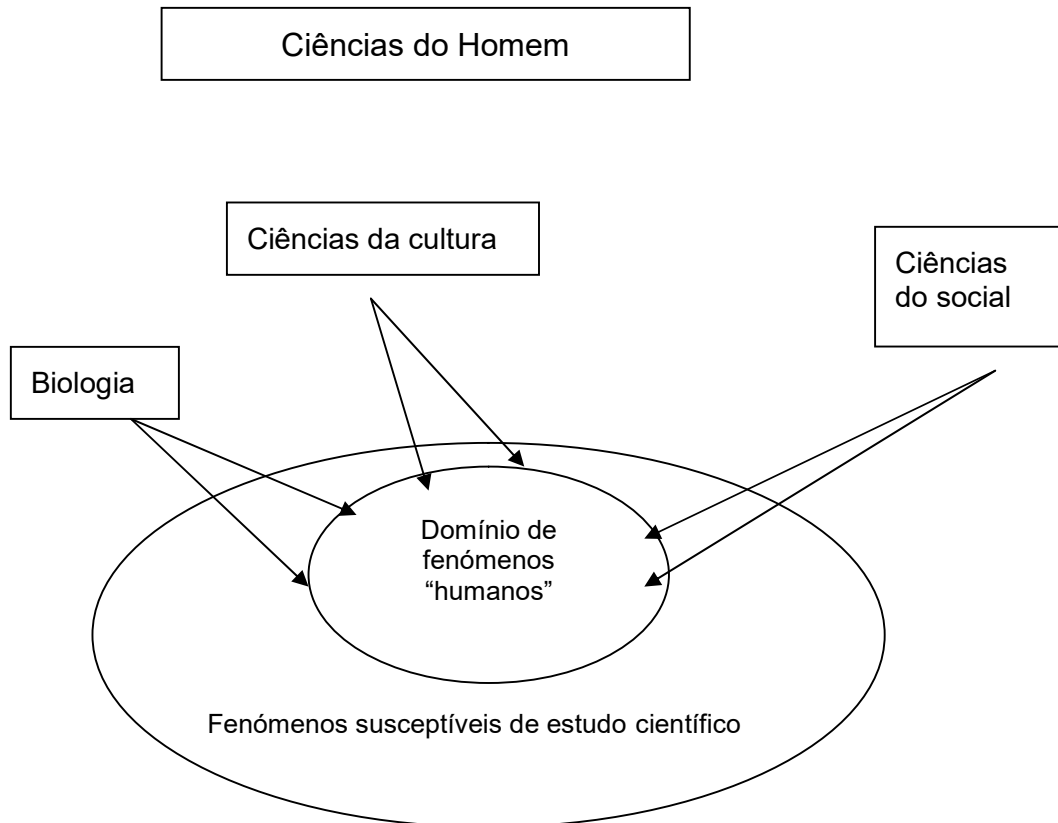 Ciências do Homem
Ciências da cultura
Ciências
do social
Biologia
Domínio de
fenómenos
“humanos”
Fenómenos susceptíveis de estudo científico